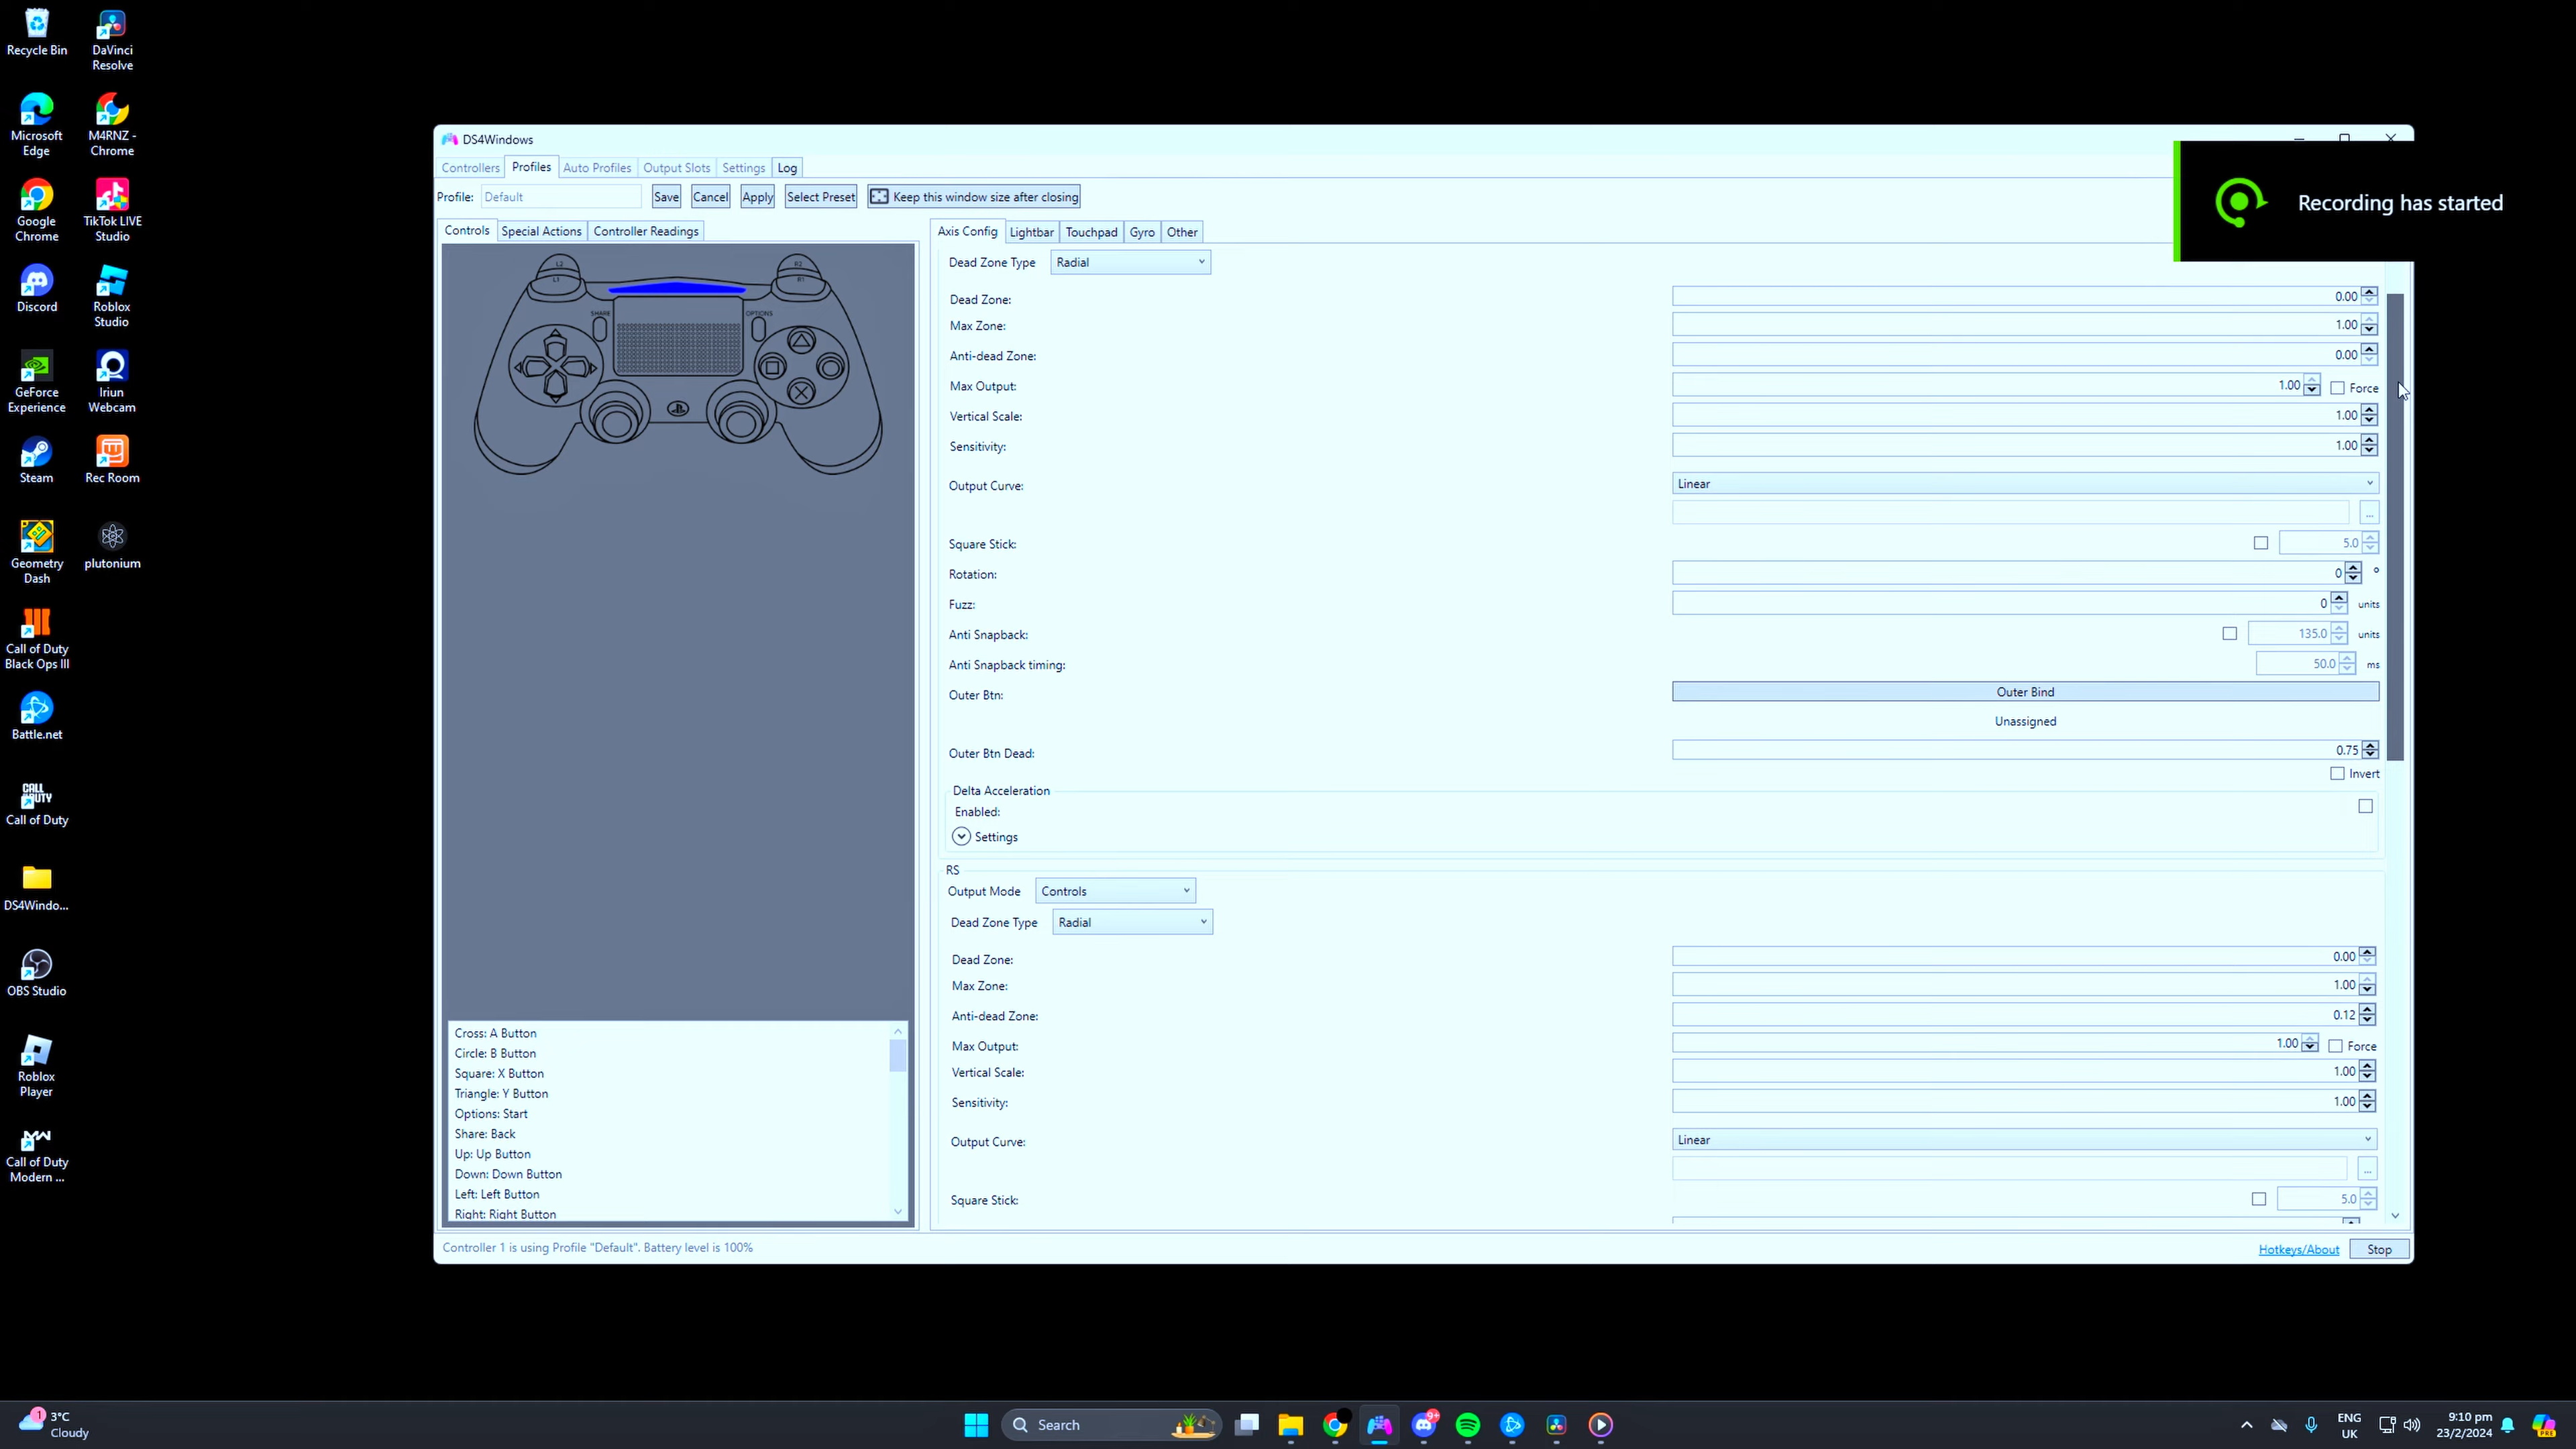 Recycle Bin
DaVinci Resolve
Microsoft Edge
M4RNZ - Chrome
Google Chrome
TikTok LIVE Studio
Discord
Roblox Studio
GeForce Experience
Iriun Webcam
Steam
Rec Room
Geometry Dash
plutonium
Call of Duty Black Ops III
Battle.net
CALL DUTY
Call of Duty
DS4Windo...
OBS Studio
Roblox Player
Call of Duty Modern ...
DS4Windows
Controllers Profiles Auto Profiles Output Slots Settings Log
Profile: Default Save Cancel Apply Select Preset Keep this window size after closing
Recording has started
Controls Special Actions Controller Readings
L2
L1
R2
R1
SHARE
OPTIONS
Cross: A Button
Circle: B Button
Square: X Button
Triangle: Y Button
Options: Start
Share: Back
Up: Up Button
Down: Down Button
Left: Left Button
Right: Right Button
Axis Config Lightbar Touchpad Gyro Other
Dead Zone Type Radial
Dead Zone: 0.00
Max Zone: 1.00
Anti-dead Zone: 0.00
Max Output: 1.00 Force
Vertical Scale: 1.00
Sensitivity: 1.00
Output Curve: Linear
...
Square Stick: 5.0
Rotation: 0 °
Fuzz: 0 units
Anti Snapback: 135.0 units
Anti Snapback timing: 50.0 ms
Outer Btn: Outer Bind
Unassigned
Outer Btn Dead: 0.75
Invert
Delta Acceleration
Enabled:
Settings
RS
Output Mode Controls
Dead Zone Type Radial
Dead Zone: 0.00
Max Zone: 1.00
Anti-dead Zone: 0.12
Max Output: 1.00 Force
Vertical Scale: 1.00
Sensitivity: 1.00
Output Curve: Linear
...
Square Stick: 5.0
Controller 1 is using Profile "Default". Battery level is 100%
Hotkeys/About Stop
1
3°C
Cloudy
Search
9+
ENG
UK
9:10 pm
23/2/2024
PRE